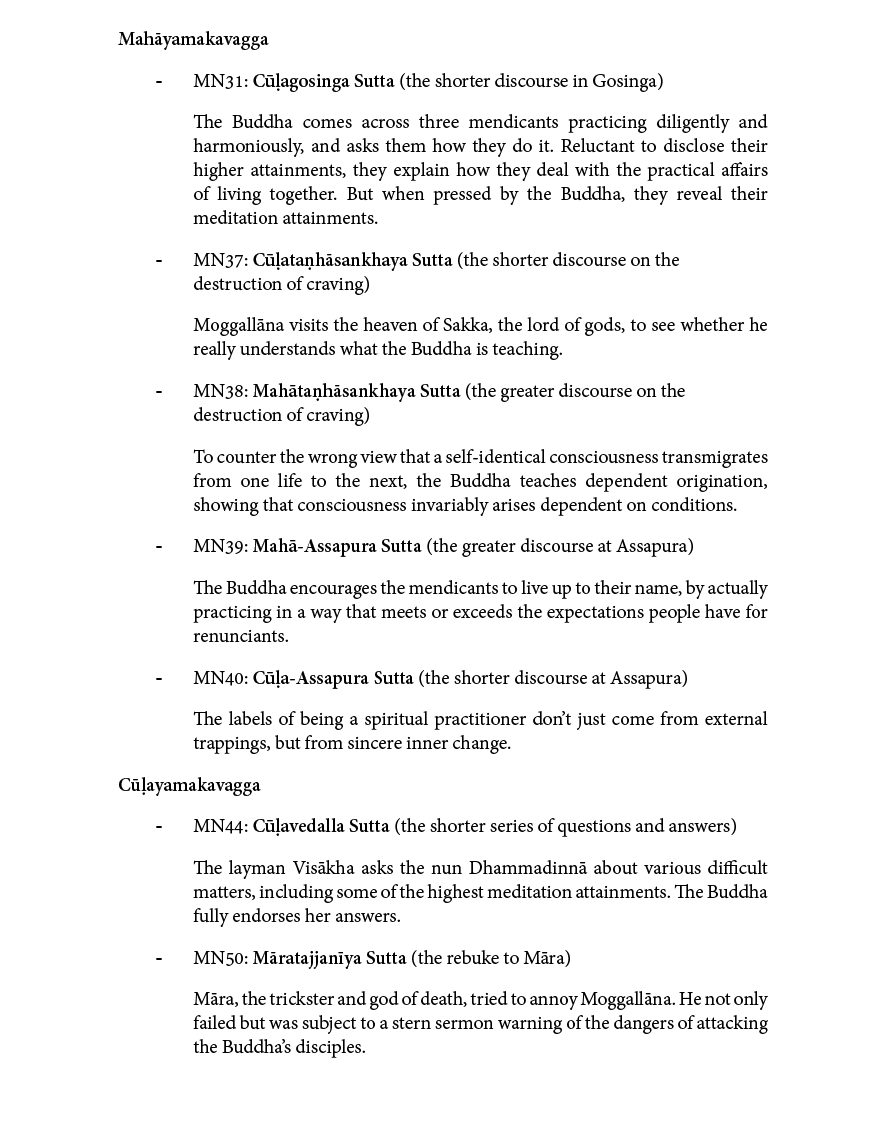 Mahāyamakavagga
- MN31: Cūḷagosinga Sutta (the shorter discourse in Gosinga)
The Buddha comes across three mendicants practicing diligently and
harmoniously, and asks them how they do it. Reluctant to disclose their
higher attainments, they explain how they deal with the practical affairs
of living together. But when pressed by the Buddha, they reveal their
meditation attainments.
- MN37: Cūḷataṇhāsankhaya Sutta (the shorter discourse on the
destruction of craving)
Moggallāna visits the heaven of Sakka, the lord of gods, to see whether he
really understands what the Buddha is teaching.
- MN38: Mahātaṇhāsankhaya Sutta (the greater discourse on the
destruction of craving)
To counter the wrong view that a self-identical consciousness transmigrates
from one life to the next, the Buddha teaches dependent origination,
showing that consciousness invariably arises dependent on conditions.
- MN39: Mahā-Assapura Sutta (the greater discourse at Assapura)
The Buddha encourages the mendicants to live up to their name, by actually
practicing in a way that meets or exceeds the expectations people have for
renunciants.
- MN40: Cūḷa-Assapura Sutta (the shorter discourse at Assapura)
The labels of being a spiritual practitioner don’t just come from external
trappings, but from sincere inner change.
Cūḷayamakavagga
- MN44: Cūḷavedalla Sutta (the shorter series of questions and answers)
The layman Visākha asks the nun Dhammadinnā about various difficult
matters, including some of the highest meditation attainments. The Buddha
fully endorses her answers.
- MN50: Māratajjanīya Sutta (the rebuke to Māra)
Māra, the trickster and god of death, tried to annoy Moggallāna. He not only
failed but was subject to a stern sermon warning of the dangers of attacking
the Buddha’s disciples.